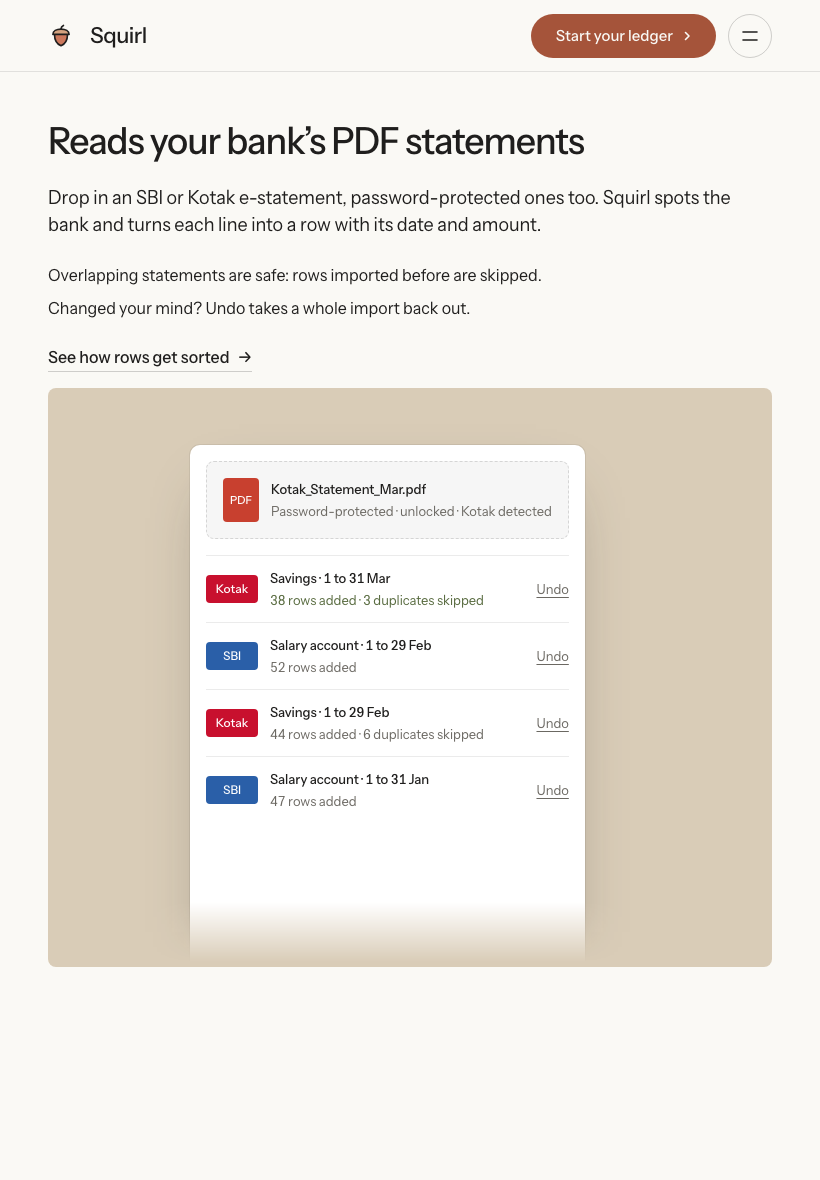 Squirl
Start your ledger
Reads your bank’s PDF statements
Drop in an SBI or Kotak e-statement, password-protected ones too. Squirl spots the
bank and turns each line into a row with its date and amount.
Overlapping statements are safe: rows imported before are skipped.
Changed your mind? Undo takes a whole import back out.
See how rows get sorted →
PDF
Kotak_Statement_Mar.pdf
Password-protected · unlocked · Kotak detected
Kotak
Savings · 1 to 31 Mar
38 rows added · 3 duplicates skipped
Undo
SBI
Salary account · 1 to 29 Feb
52 rows added
Undo
Kotak
Savings · 1 to 29 Feb
44 rows added · 6 duplicates skipped
Undo
SBI
Salary account · 1 to 31 Jan
47 rows added
Undo